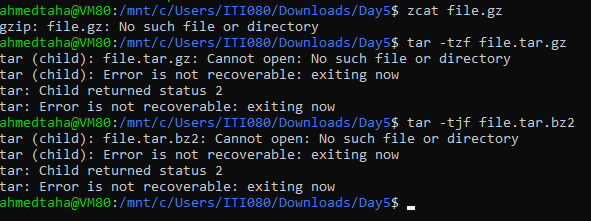 ahmedtaha@VM80:/mnt/c/Users/ITI080/Downloads/Day5$ zcat file.gz
gzip: file.gz: No such file or directory
ahmedtaha@VM80:/mnt/c/Users/ITI080/Downloads/Day5$ tar -tzf file.tar.gz
tar (child): file.tar.gz: Cannot open: No such file or directory
tar (child): Error is not recoverable: exiting now
tar: Child returned status 2
tar: Error is not recoverable: exiting now
ahmedtaha@VM80:/mnt/c/Users/ITI080/Downloads/Day5$ tar -tjf file.tar.bz2
tar (child): file.tar.bz2: Cannot open: No such file or directory
tar (child): Error is not recoverable: exiting now
tar: Child returned status 2
tar: Error is not recoverable: exiting now
ahmedtaha@VM80:/mnt/c/Users/ITI080/Downloads/Day5$